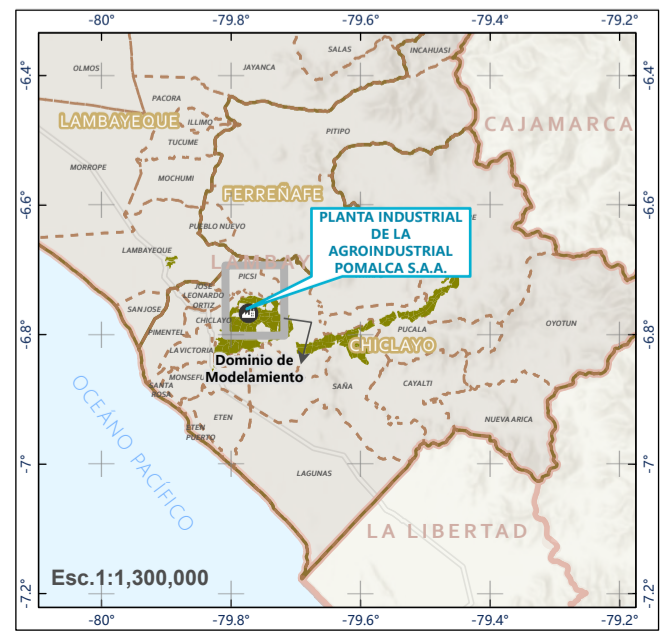 -80° -79.8° -79.6° -79.4° -79.2°
-6.4°
-6.6°
-6.8°
-7°
-7.2°
SALAS
INCAHUASI
OLMOS
JAYANCA
PACORA
LAMBAYEQUE
ILLIMO
PITIPO
CAJAMARCA
TUCUME
MORROPE
MOCHUMI
FERREÑAFE
PUEBLO NUEVO
PLANTA INDUSTRIAL
DE LA
AGROINDUSTRIAL
POMALCA S.A.A.
LAMBAYEQUE
PICSI
JOSE
LEONARDO
ORTIZ
SAN JOSE
CHICLAYO
PIMENTEL
LA VICTORIA
PUCALA
OYOTUN
CHICLAYO
Dominio de
Modelamiento
MONSEFU
SANTA
ROSA
SAÑA
CAYALTI
ETEN
ETEN
PUERTO
NUEVA ARICA
OCEÁNO PACÍFICO
LAGUNAS
LA LIBERTAD
Esc.1:1,300,000
-6.4°
-6.6°
-6.8°
-7°
-7.2°
-80° -79.8° -79.6° -79.4° -79.2°